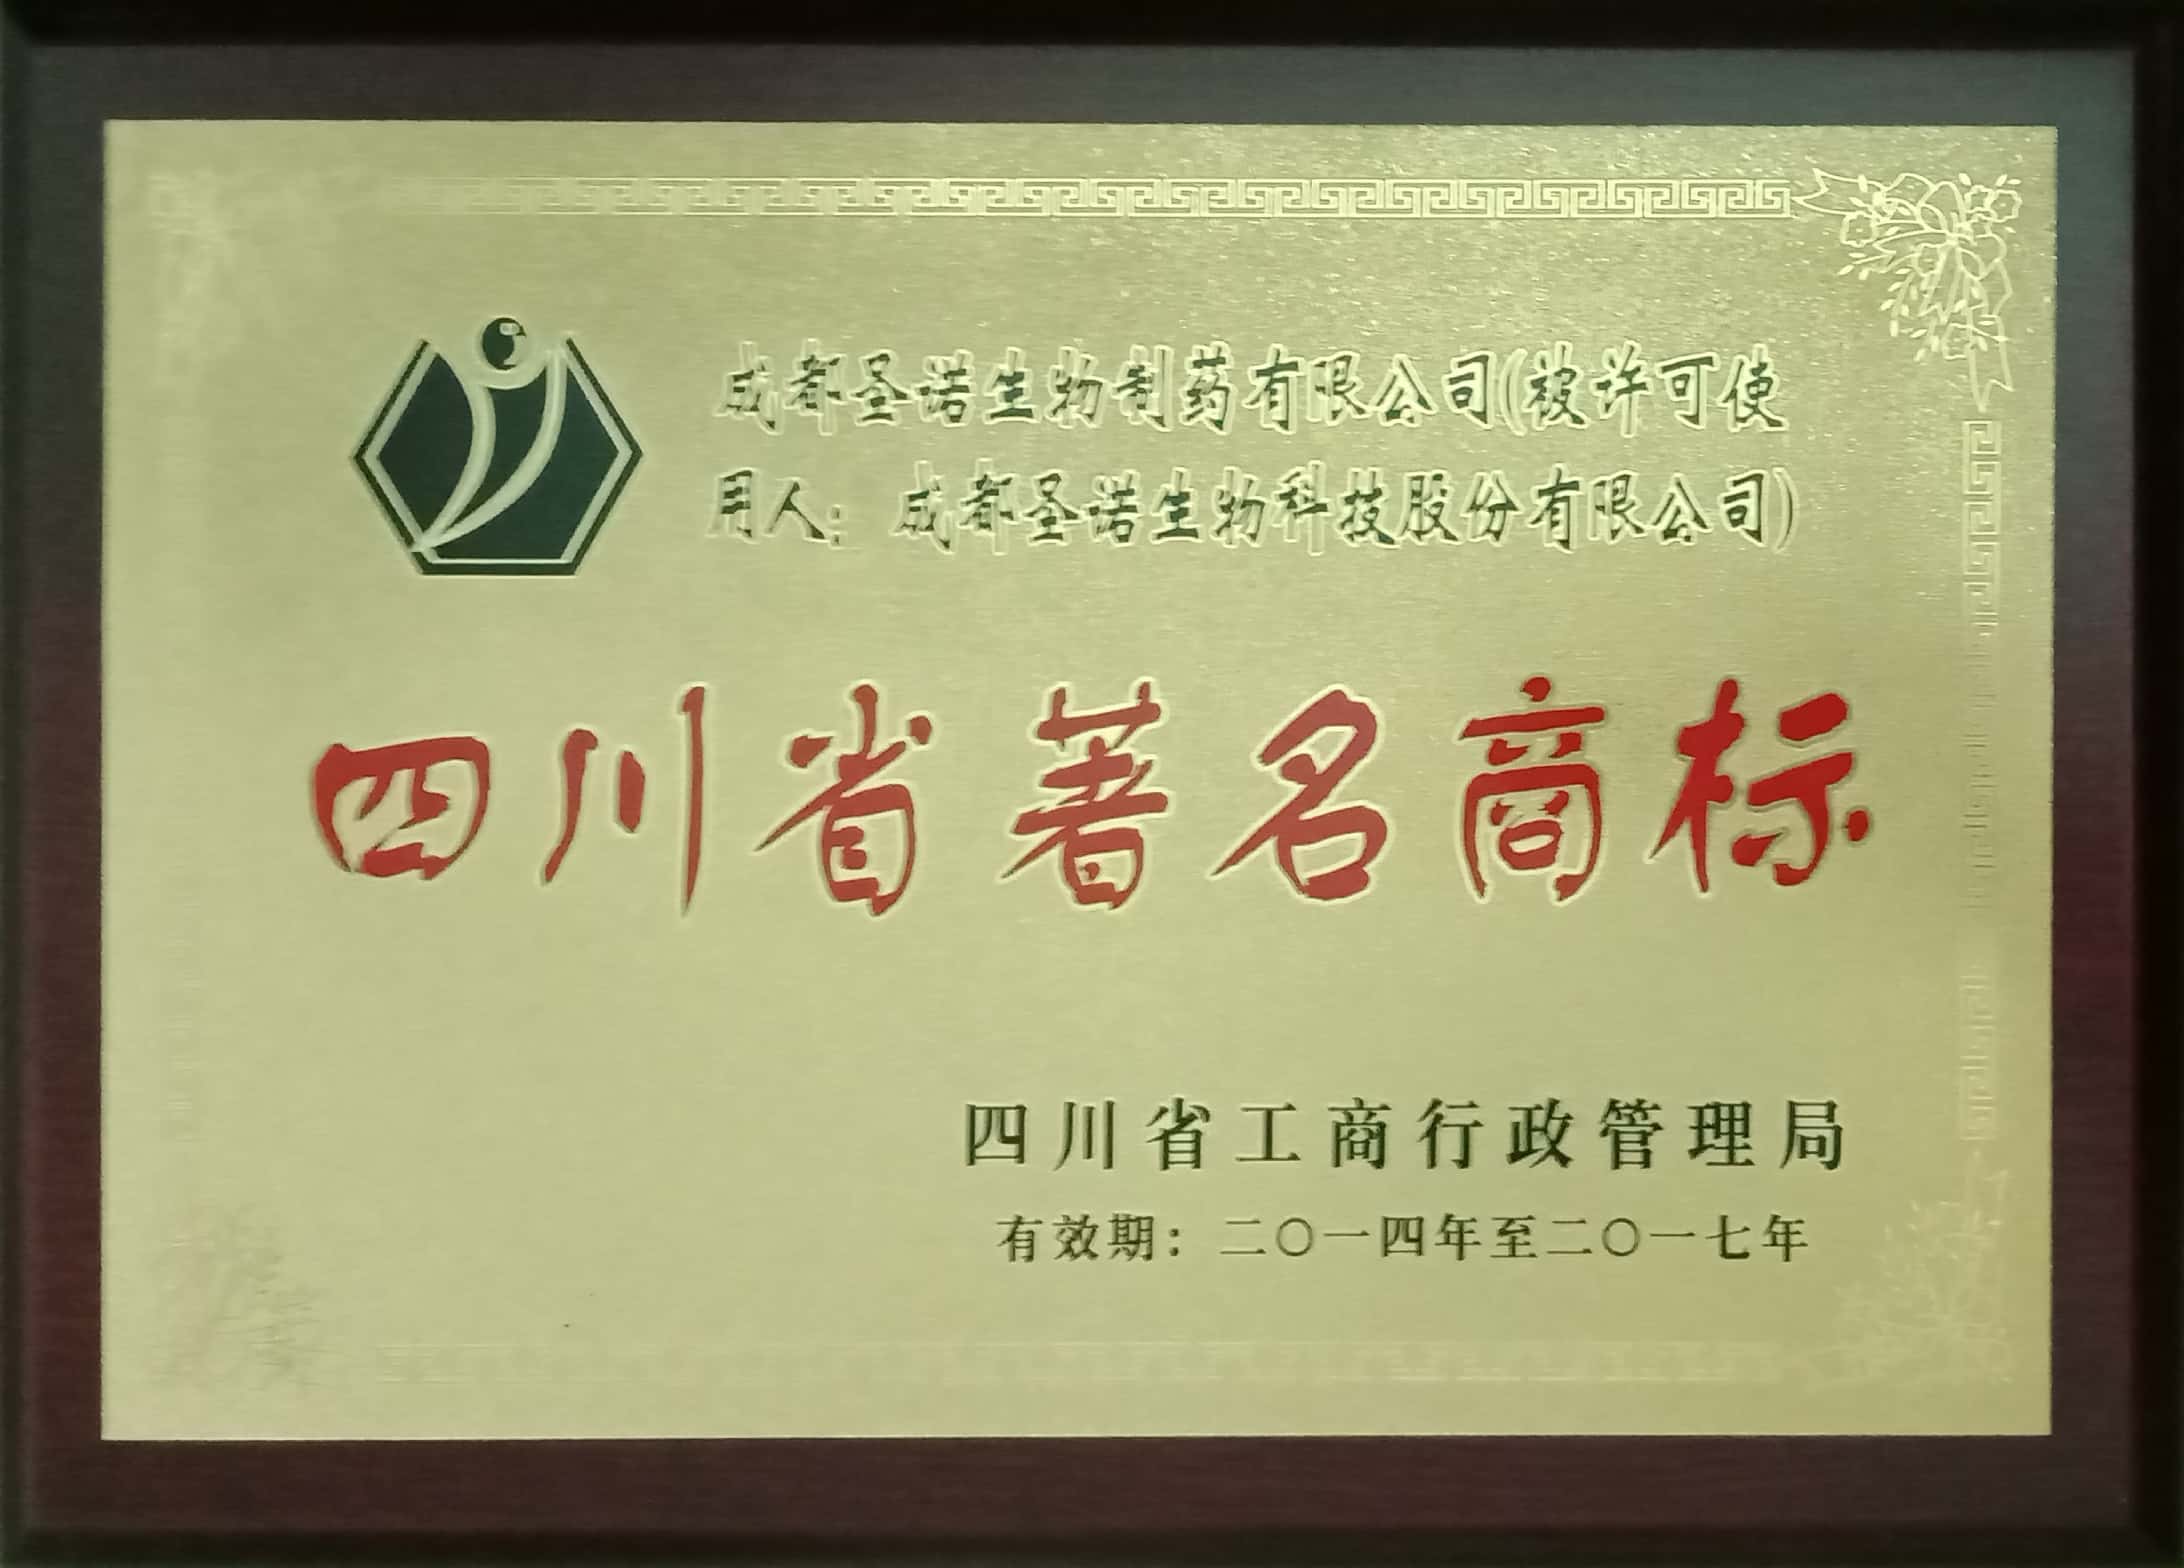 成都圣诺生物制药有限公司(被许可使
用人：成都圣诺生物科技股份有限公司)
四川省著名商标
四川省工商行政管理局
有效期：二〇一四年至二〇一七年